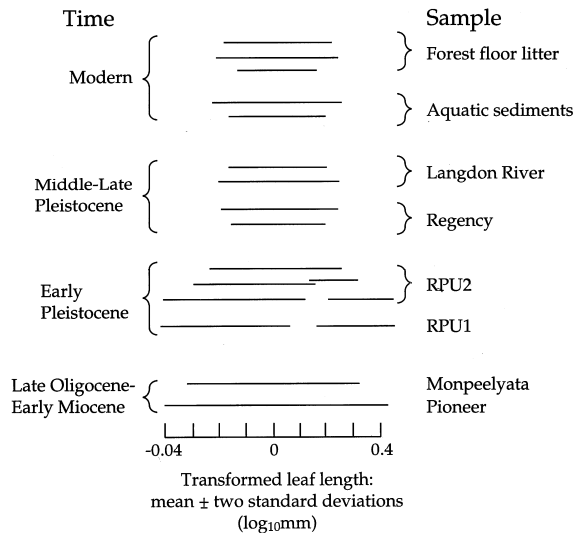 Time
Sample
Modern
Forest floor litter
Aquatic sediments
Middle-Late
Pleistocene
Langdon River
Regency
Early
Pleistocene
RPU2
RPU1
Late Oligocene-
Early Miocene
Monpeelyata
Pioneer
-0.04 0 0.4
Transformed leaf length:
mean ± two standard deviations
(log₁₀mm)